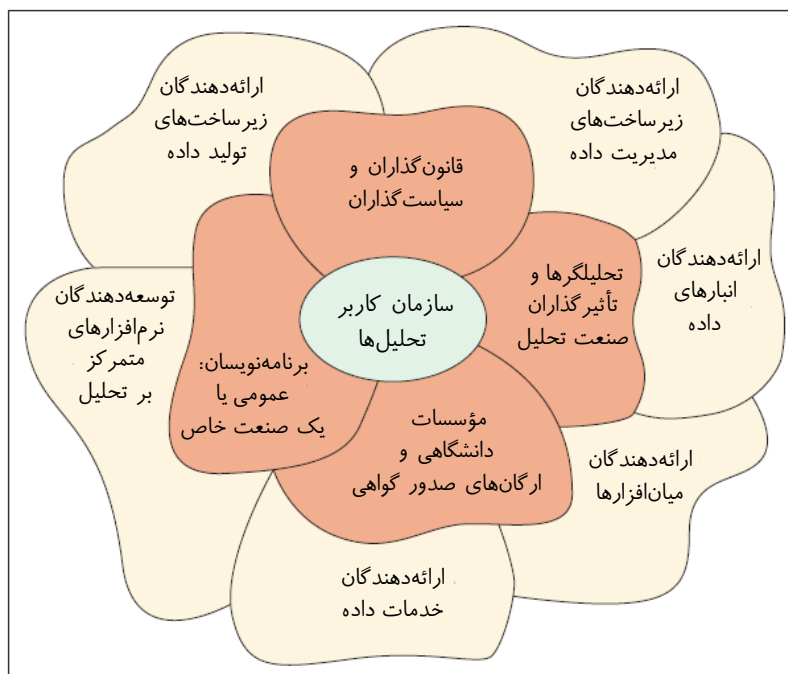 ارائه‌دهندگان
زیرساخت‌های
مدیریت داده
ارائه‌دهندگان
زیرساخت‌های
تولید داده
قانون‌گذاران و
سیاست‌گذاران
ارائه‌دهندگان
انبارهای
داده
تحلیلگرها و
تأثیرگذاران
صنعت تحلیل
سازمان کاربر
تحلیل‌ها
توسعه‌دهندگان
نرم‌افزارهای
متمرکز
بر تحلیل
برنامه‌نویسان:
عمومی یا
یک صنعت خاص
مؤسسات
دانشگاهی و
ارگان‌های صدور گواهی
ارائه‌دهندگان
میان‌افزارها
ارائه‌دهندگان
خدمات داده